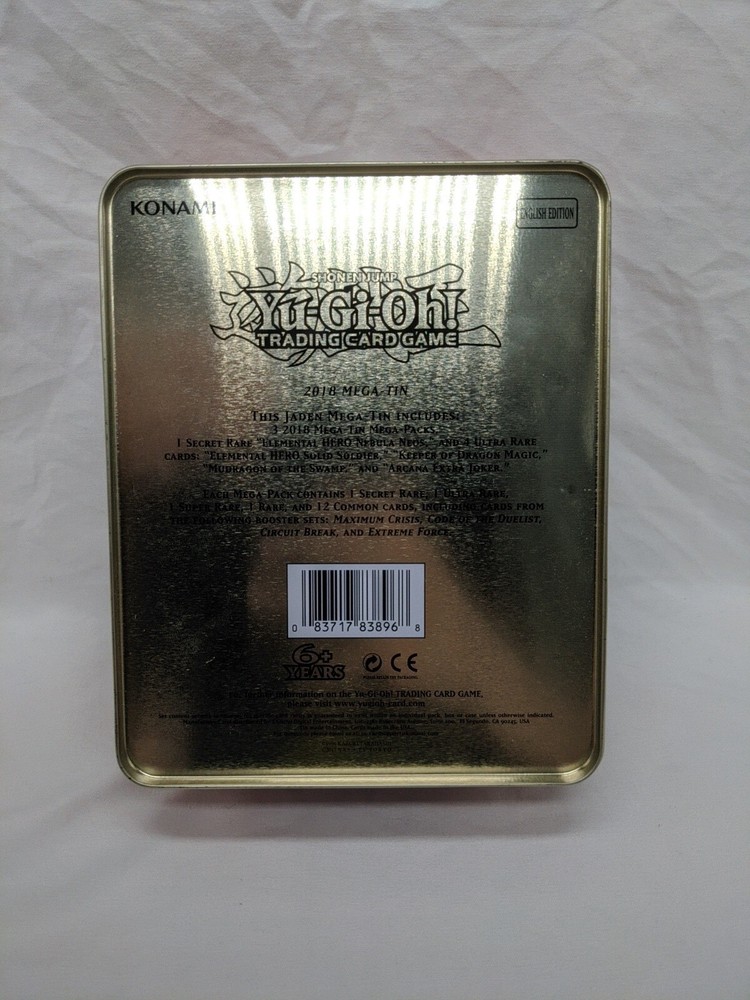 KONAMI
ENGLISH EDITION
SHONEN JUMP
Yu-Gi-Oh!
TRADING CARD GAME
2018 MEGA-TIN
THIS JADEN MEGA-TIN INCLUDES:
3 2018 MEGA-TIN MEGA-PACKS
1 SECRET RARE "ELEMENTAL HERO NEBULA NEOS," AND 4 ULTRA RARE
CARDS: "ELEMENTAL HERO SOLID SOLDIER," "KEEPER OF DRAGON MAGIC,"
"MUDRAGON OF THE SWAMP," AND "ARCANA EXTRA JOKER."
EACH MEGA-PACK CONTAINS 1 SECRET RARE, 1 ULTRA RARE,
1 SUPER RARE, 1 RARE, AND 12 COMMON CARDS, INCLUDING CARDS FROM
THE FOLLOWING BOOSTER SETS: MAXIMUM CRISIS, CODE OF THE DUELIST,
CIRCUIT BREAK, AND EXTREME FORCE.
0 83717 83896 8
6+
YEARS
CE
information on the Yu-Gi-Oh! TRADING CARD GAME,
please visit www.yugioh-card.com